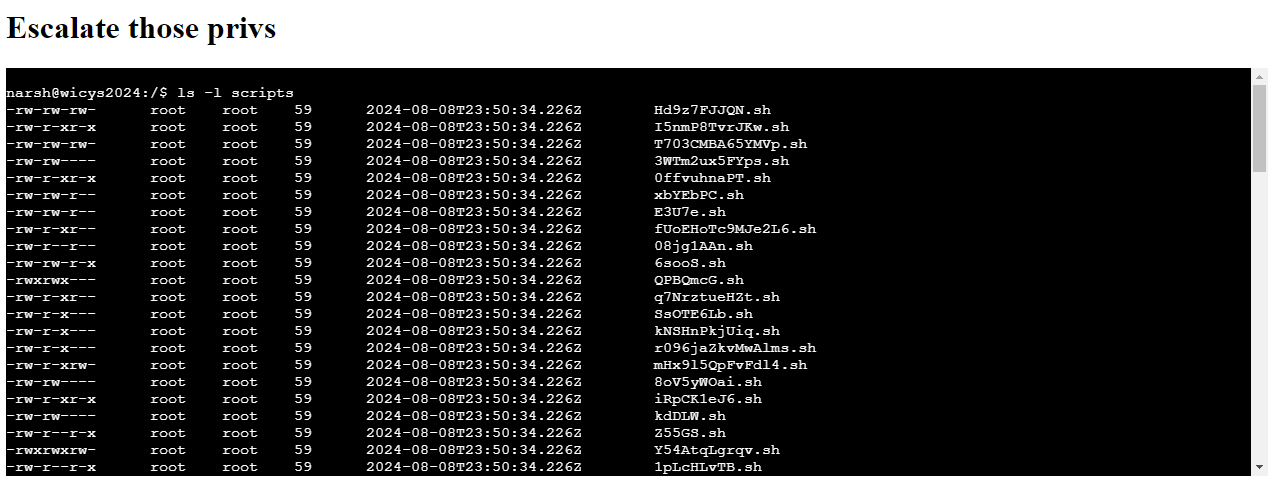 Escalate those privs
narsh@wicys2024:/$ ls -l scripts
-rw-rw-rw- root root 59 2024-08-08T23:50:34.226Z Hd9z7FJJQN.sh
-rw-r-xr-x root root 59 2024-08-08T23:50:34.226Z I5nmP8TvrJKw.sh
-rw-rw-rw- root root 59 2024-08-08T23:50:34.226Z T703CMBA65YMVp.sh
-rw-rw---- root root 59 2024-08-08T23:50:34.226Z 3WTm2ux5FYps.sh
-rw-r-xr-x root root 59 2024-08-08T23:50:34.226Z 0ffvuhnaPT.sh
-rw-rw-r-- root root 59 2024-08-08T23:50:34.226Z xbYEbPC.sh
-rw-rw-r-- root root 59 2024-08-08T23:50:34.226Z E3U7e.sh
-rw-r-xr-- root root 59 2024-08-08T23:50:34.226Z fUoEHoTc9MJe2L6.sh
-rw-r--r-- root root 59 2024-08-08T23:50:34.226Z 08jg1AAn.sh
-rw-rw-r-x root root 59 2024-08-08T23:50:34.226Z 6sooS.sh
-rwxrwx--- root root 59 2024-08-08T23:50:34.226Z QPBQmcG.sh
-rw-r-xr-- root root 59 2024-08-08T23:50:34.226Z q7NrztueHZt.sh
-rw-r-x--- root root 59 2024-08-08T23:50:34.226Z SsOTE6Lb.sh
-rw-r-x--- root root 59 2024-08-08T23:50:34.226Z kNSHnPkjUiq.sh
-rw-r-x--- root root 59 2024-08-08T23:50:34.226Z r096jaZkvMwAlms.sh
-rw-r-xrw- root root 59 2024-08-08T23:50:34.226Z mHx9l5QpFvFdl4.sh
-rw-rw---- root root 59 2024-08-08T23:50:34.226Z 8oV5yWOai.sh
-rw-r-xr-x root root 59 2024-08-08T23:50:34.226Z iRpCK1eJ6.sh
-rw-rw---- root root 59 2024-08-08T23:50:34.226Z kdDLW.sh
-rw-r--r-x root root 59 2024-08-08T23:50:34.226Z Z55GS.sh
-rwxrwxrw- root root 59 2024-08-08T23:50:34.226Z Y54AtqLgrqv.sh
-rw-r--r-x root root 59 2024-08-08T23:50:34.226Z 1pLcHLvTB.sh